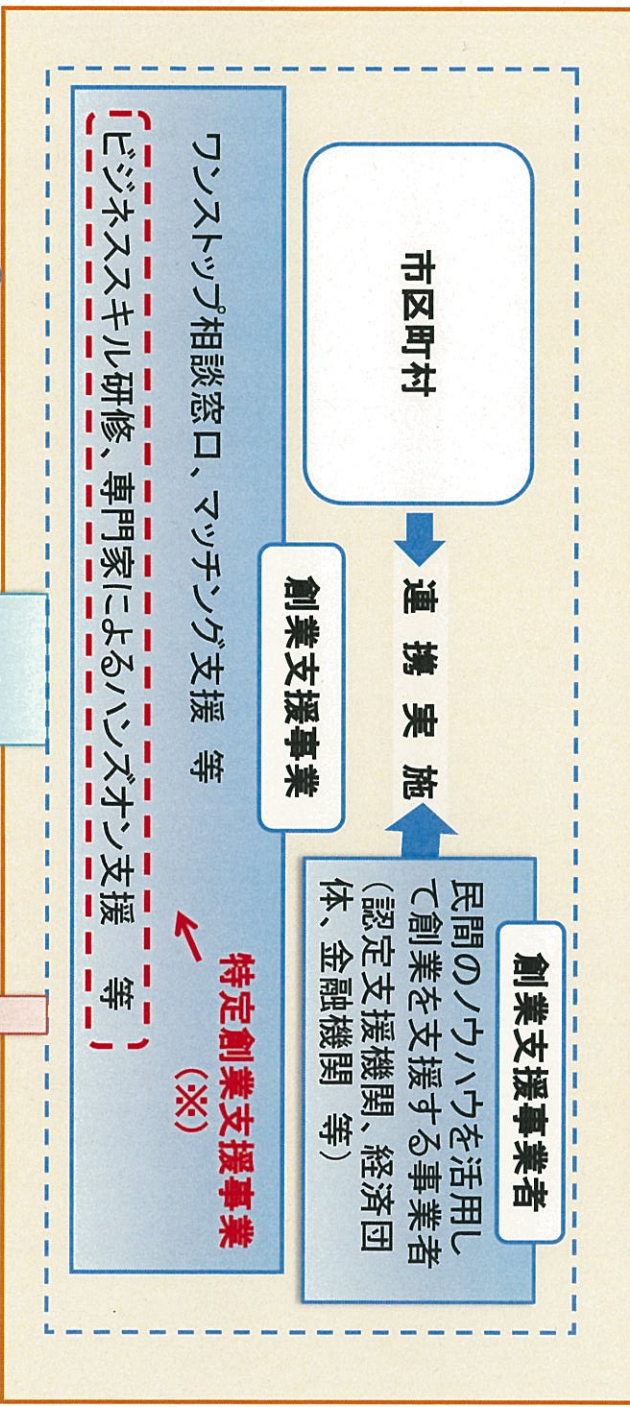 市区町村
連携実施
創業支援事業者
民間のノウハウを活用し
て創業を支援する事業者
（認定支援機関、経済団
体、金融機関 等）
創業支援事業
ワンストップ相談窓口、マッチング支援 等
特定創業支援事業
（※）
ビジネススキル研修、専門家によるハンズオン支援 等